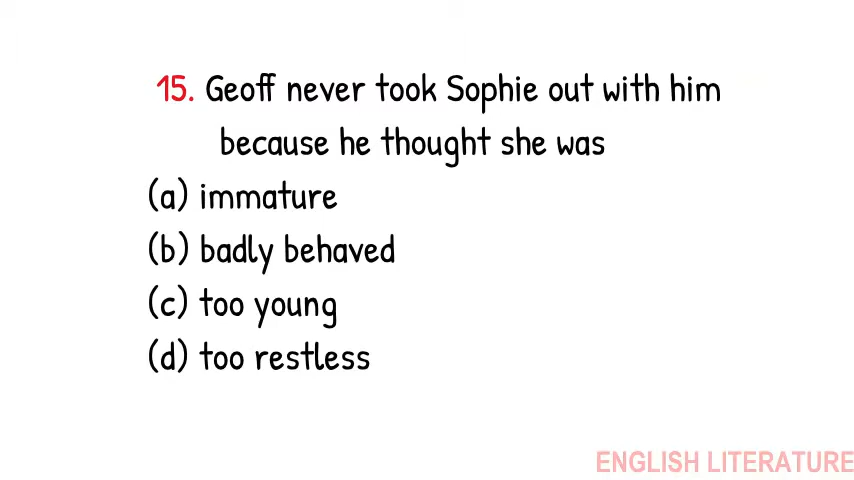 15. Geoff never took Sophie out with him
because he thought she was
(a) immature
(b) badly behaved
(c) too young
(d) too restless
ENGLISH LITERATURE